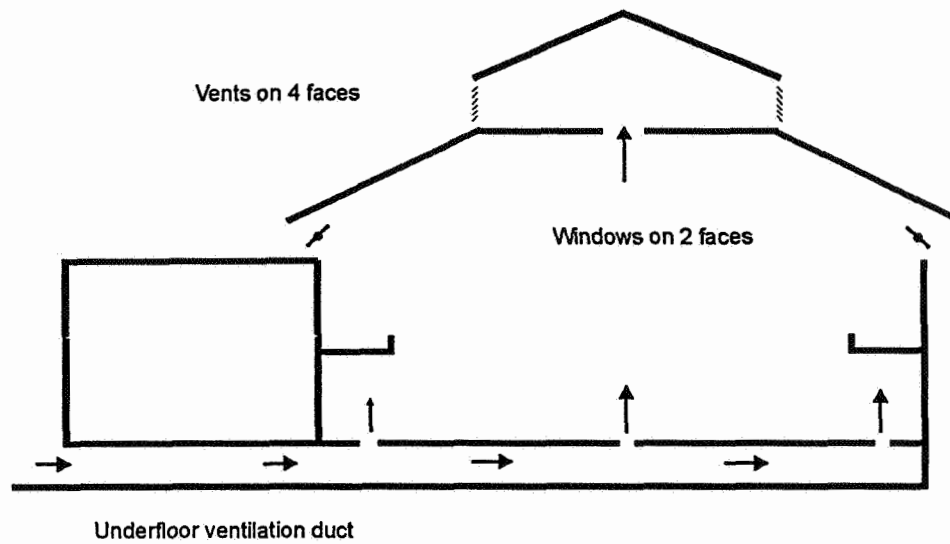 Vents on 4 faces
Windows on 2 faces
Underfloor ventilation duct